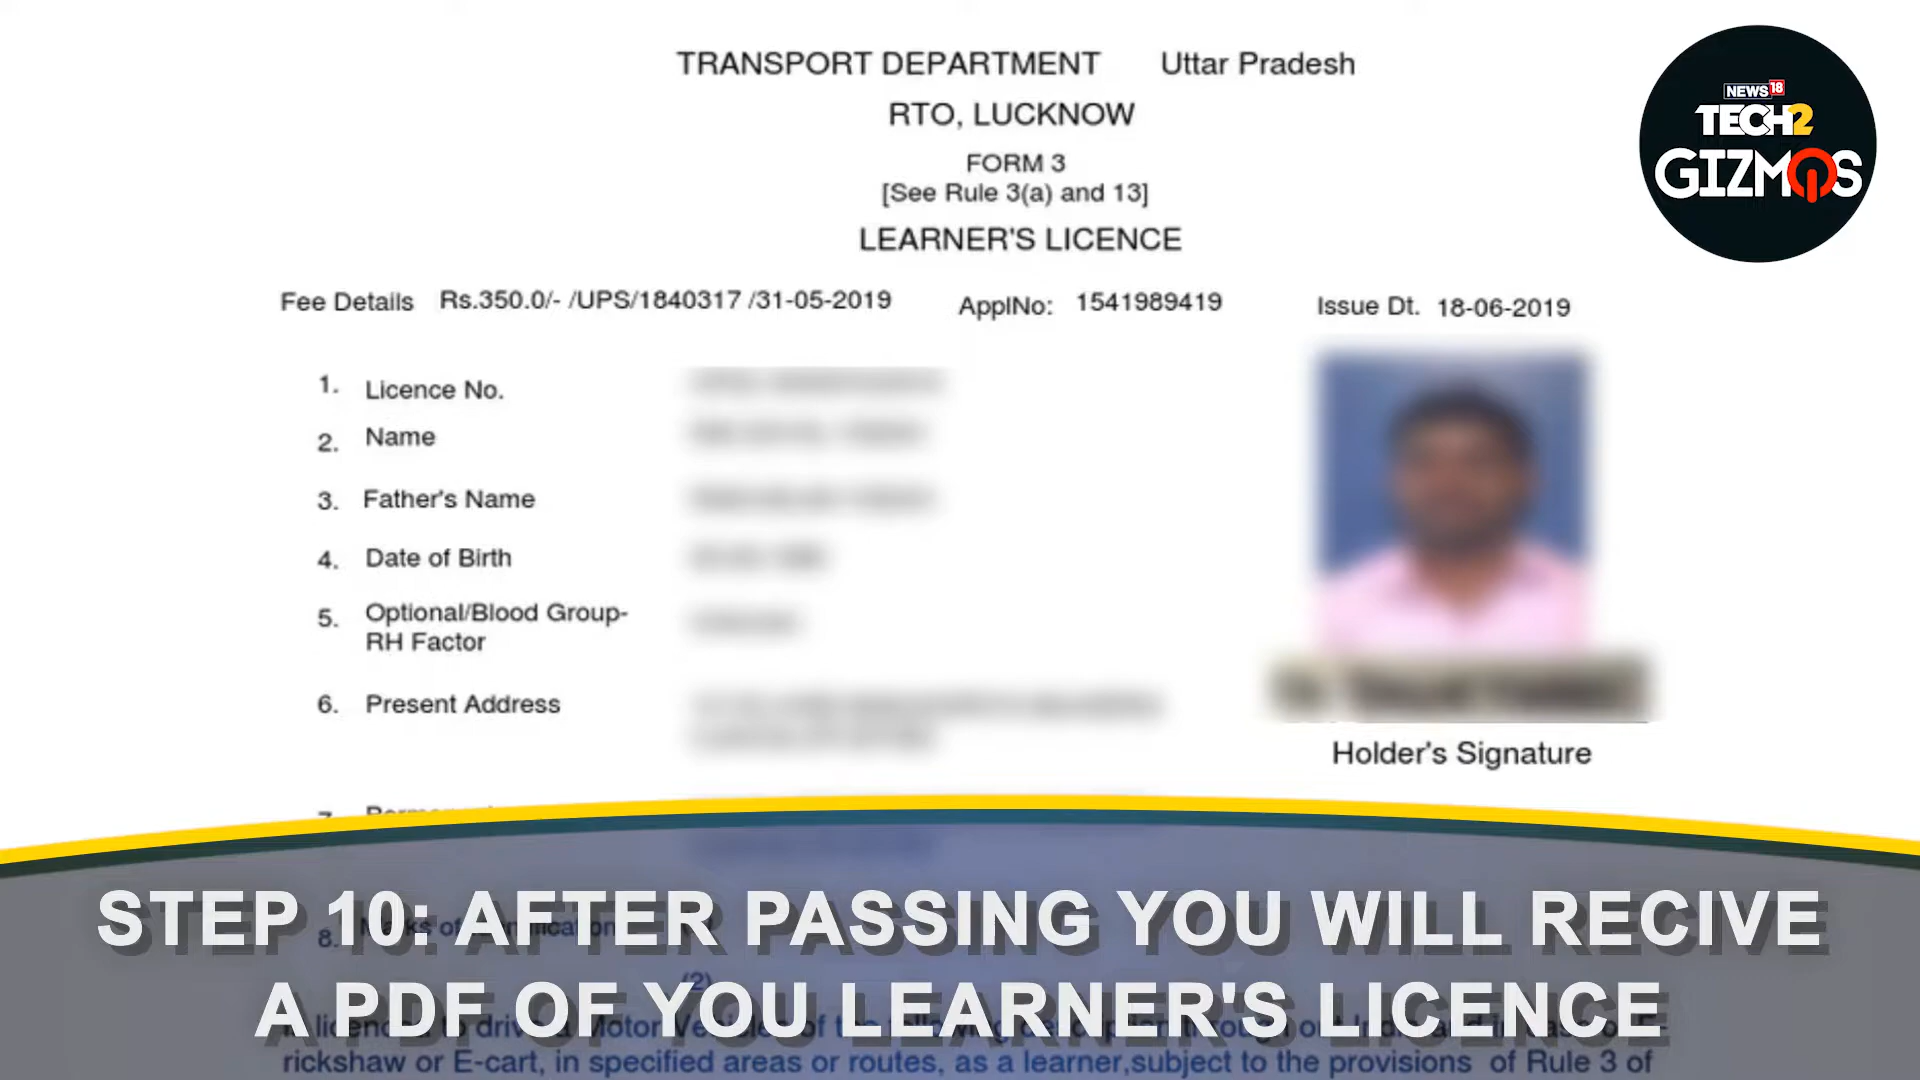 TRANSPORT DEPARTMENT Uttar Pradesh
RTO, LUCKNOW
FORM 3
[See Rule 3(a) and 13]
LEARNER'S LICENCE
Fee Details Rs.350.0/- /UPS/1840317 /31-05-2019 ApplNo: 1541989419 Issue Dt. 18-06-2019
1. Licence No.
2. Name
3. Father's Name
4. Date of Birth
5. Optional/Blood Group-
RH Factor
6. Present Address
Holder's Signature
NEWS18
TECH2
GIZMOS
8.
(2)
STEP 10: AFTER PASSING YOU WILL RECIVE
A PDF OF YOU LEARNER'S LICENCE
rickshaw or E-cart, in specified areas or routes, as a learner,subject to the provisions of Rule 3 of